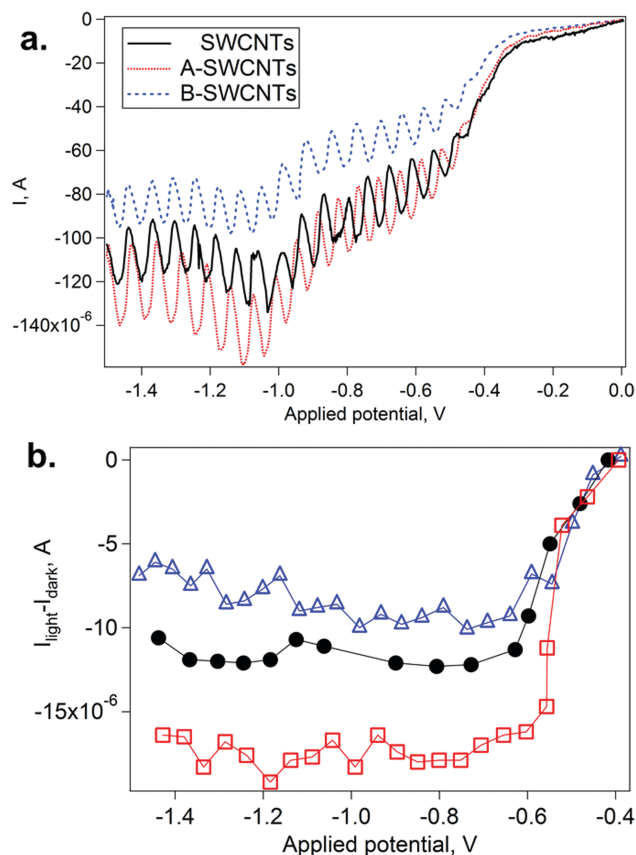 a.
SWCNTs
A-SWCNTs
B-SWCNTs
I, A
0
-20
-40
-60
-80
-100
-120
-140x10-6
-1.4 -1.2 -1.0 -0.8 -0.6 -0.4 -0.2 0.0
Applied potential, V
b.
Ilight-Idark, A
0
-5
-10
-15x10-6
-1.4 -1.2 -1.0 -0.8 -0.6 -0.4
Applied potential, V